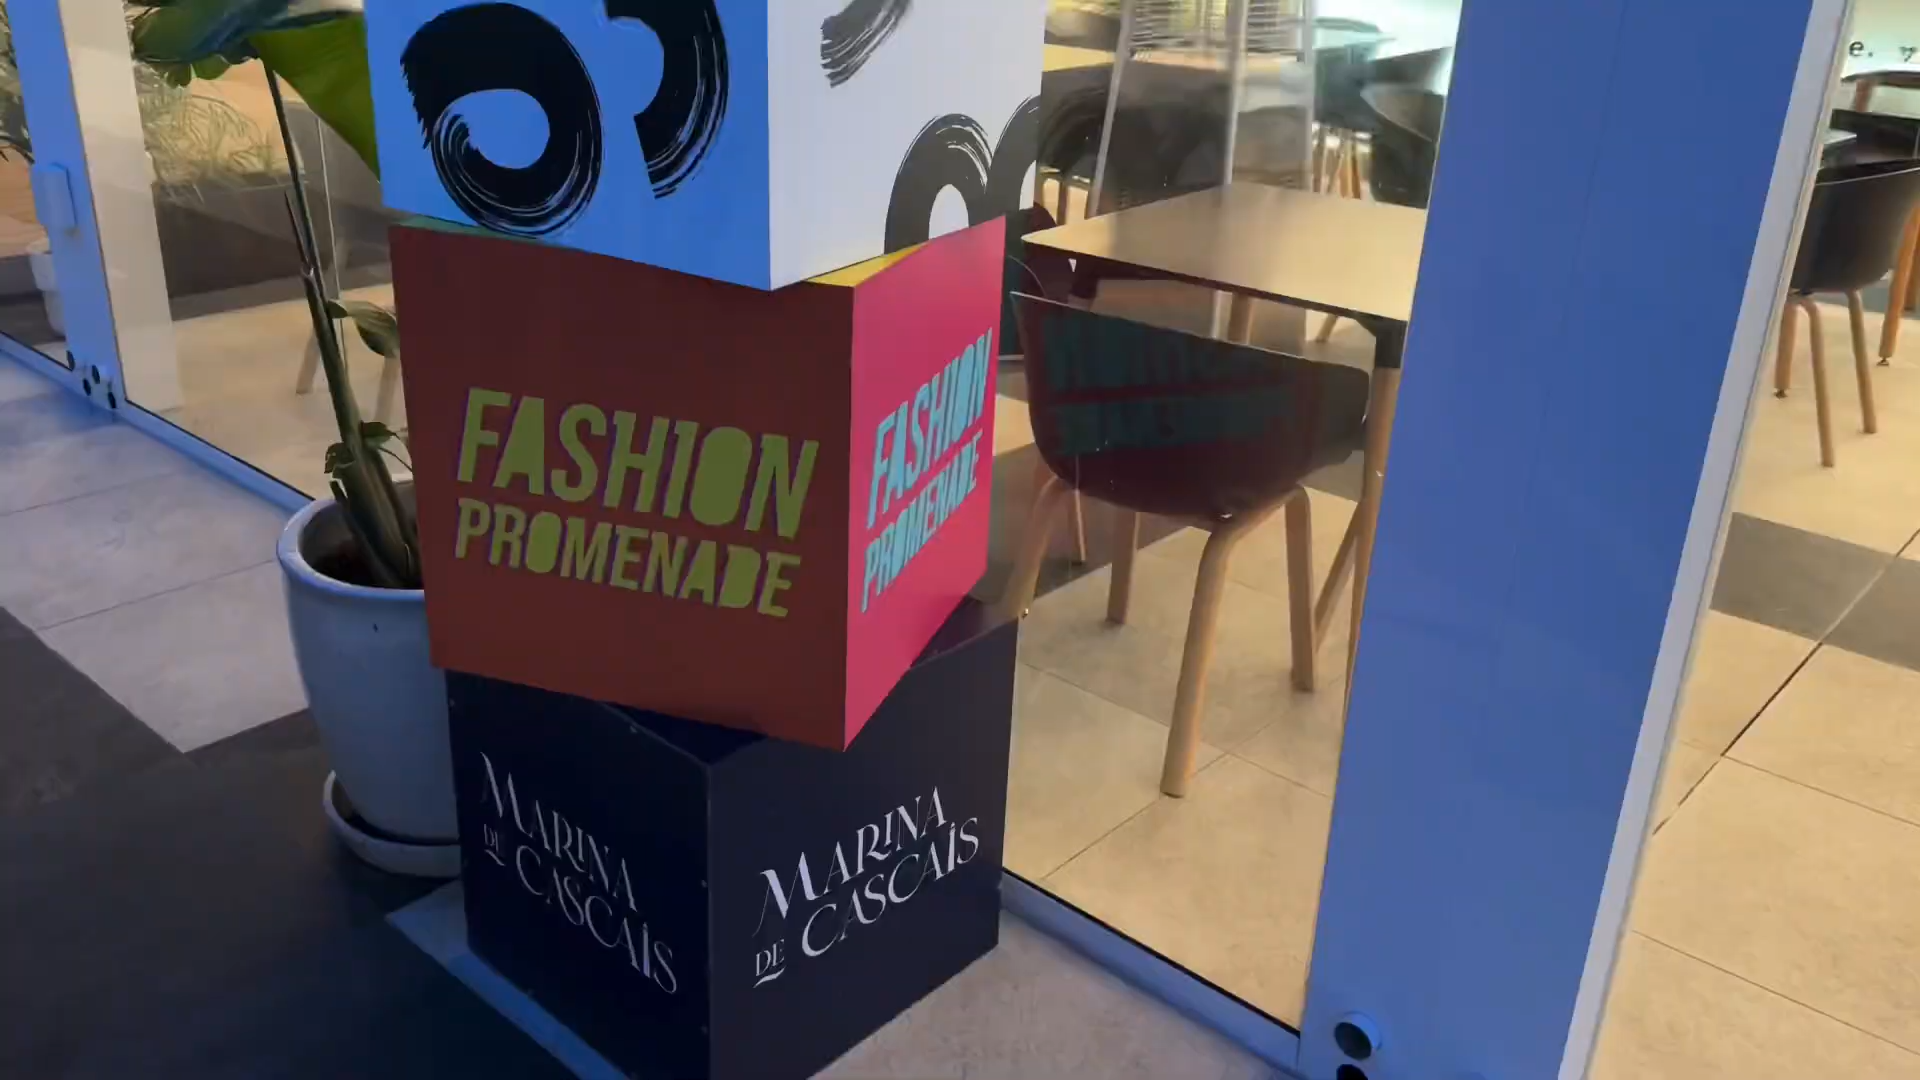 FASHION
PROMENADE
FASHION
PROMENADE
MARINA
DE CASCAIS
MARINA
DE CASCAIS